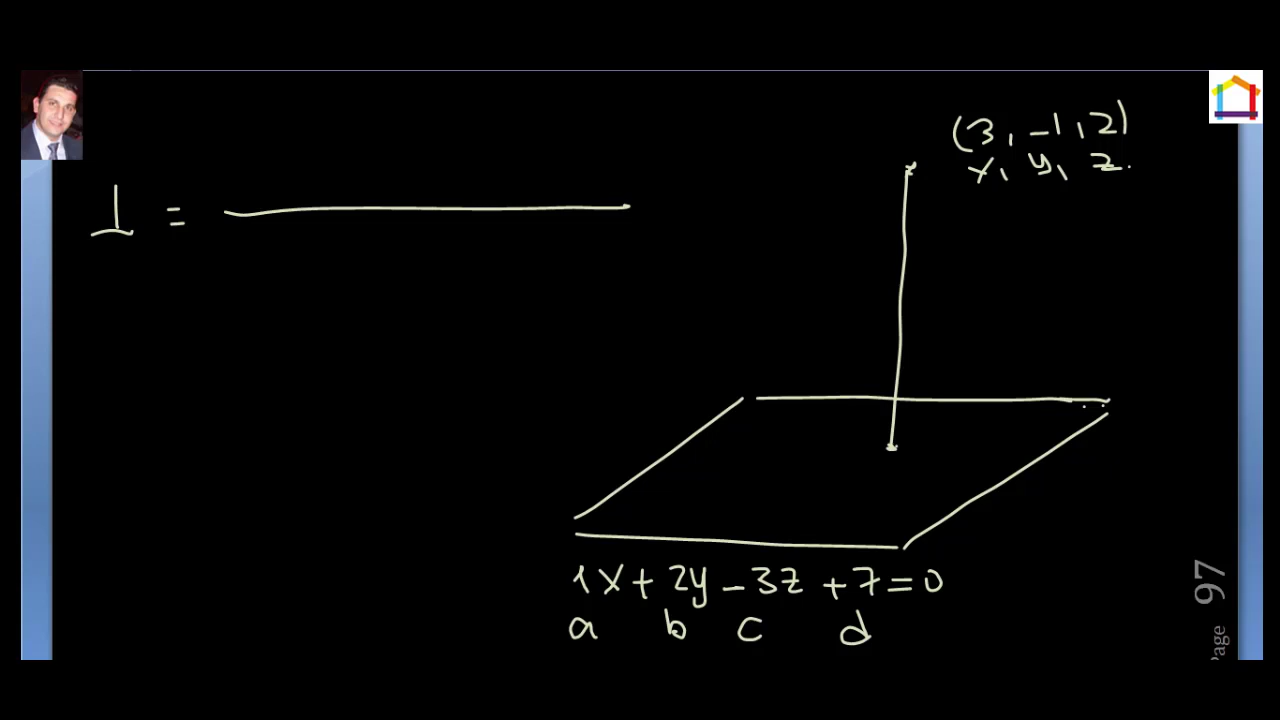 (3, -1, 2)
x, y, z.
⊥ =
1x + 2y - 3z + 7 = 0
a b c d
Page 97